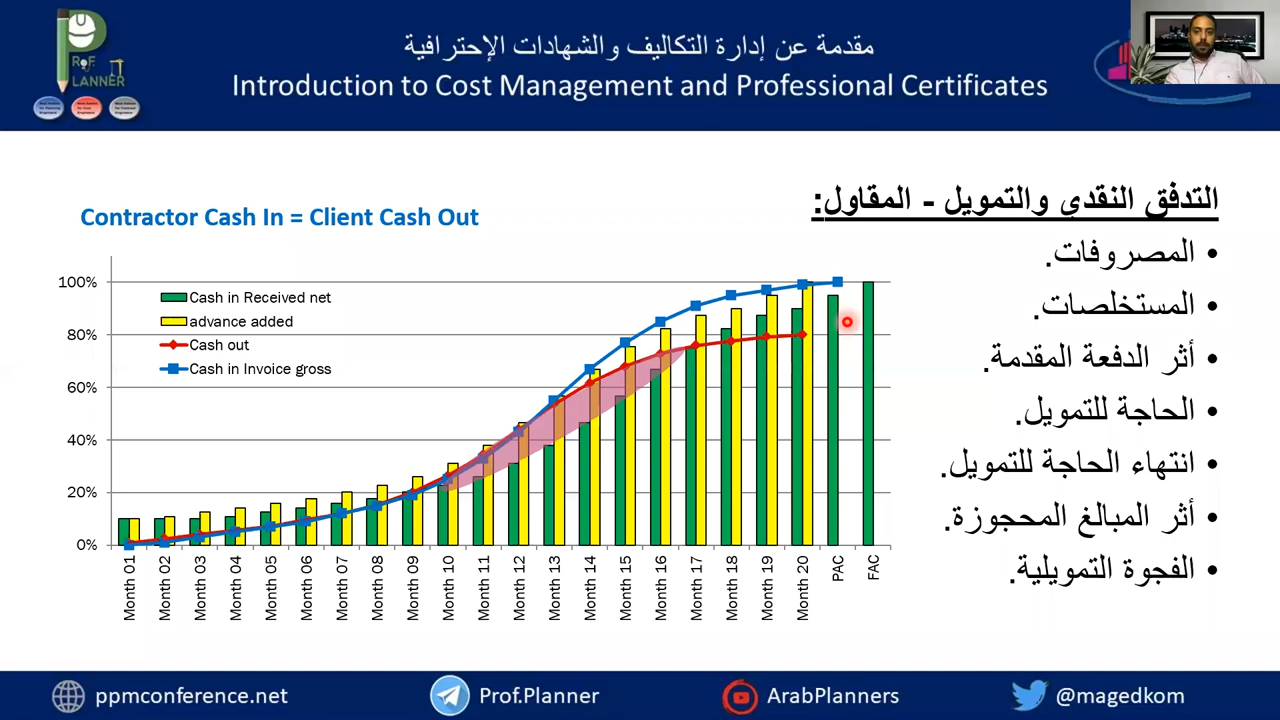 P
R F.
LANNER
مقدمة عن إدارة التكاليف والشهادات الإحترافية
Introduction to Cost Management and Professional Certificates
التدفق النقدي والتمويل - المقاول:
• المصروفات.
• المستخلصات.
• أثر الدفعة المقدمة.
• الحاجة للتمويل.
• انتهاء الحاجة للتمويل.
• أثر المبالغ المحجوزة.
• الفجوة التمويلية.
Contractor Cash In = Client Cash Out
100%
80%
60%
40%
20%
0%
Cash in Received net
advance added
Cash out
Cash in Invoice gross
Month 01
Month 02
Month 03
Month 04
Month 05
Month 06
Month 07
Month 08
Month 09
Month 10
Month 11
Month 12
Month 13
Month 14
Month 15
Month 16
Month 17
Month 18
Month 19
Month 20
PAC
FAC
ppmconference.net
Prof.Planner
ArabPlanners
@magedkom